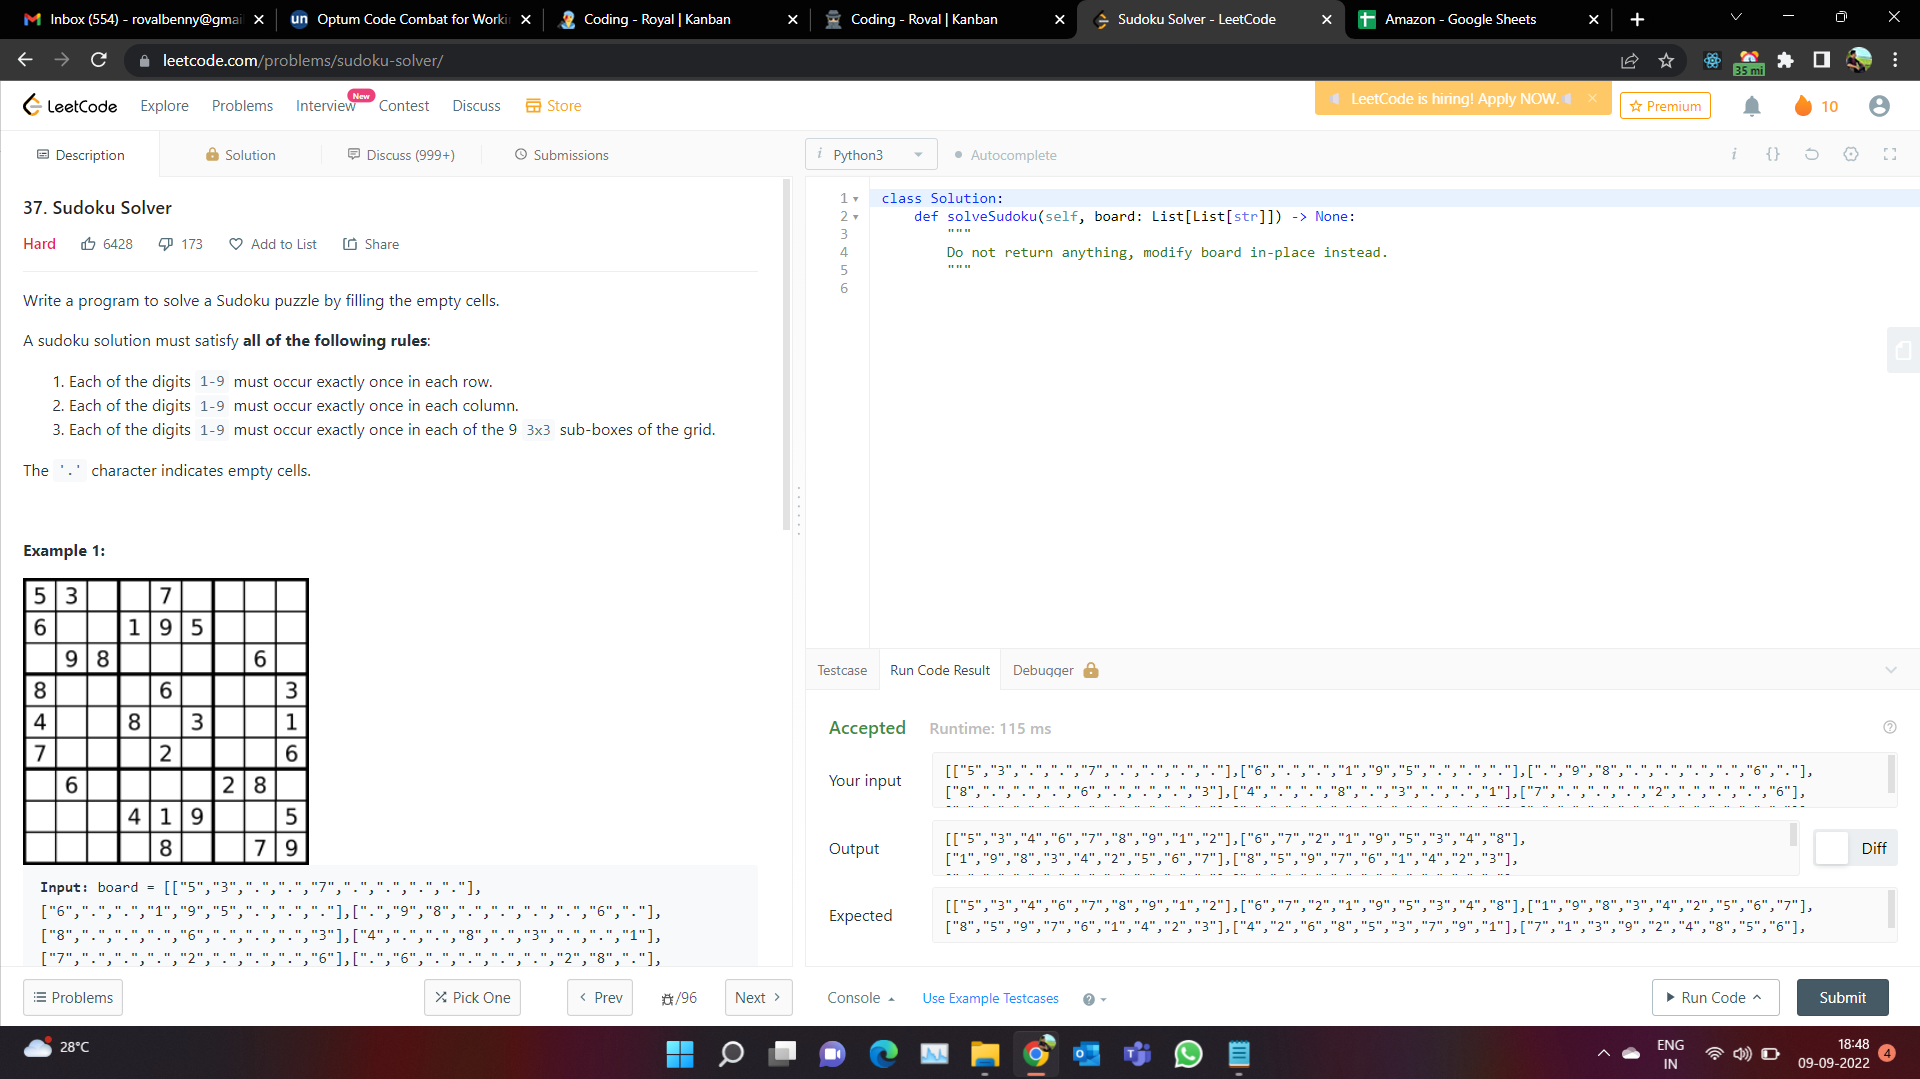 Inbox (554) - rovalbenny@gmai
Optum Code Combat for Worki
Coding - Royal | Kanban
Coding - Roval | Kanban
Sudoku Solver - LeetCode
Amazon - Google Sheets
leetcode.com/problems/sudoku-solver/
35 mi
LeetCode
Explore
Problems
Interview
New
Contest
Discuss
Store
LeetCode is hiring! Apply NOW.
Premium
10
Description
Solution
Discuss (999+)
Submissions
i Python3
Autocomplete
i {}
37. Sudoku Solver
Hard 6428 173 Add to List Share
Write a program to solve a Sudoku puzzle by filling the empty cells.
A sudoku solution must satisfy all of the following rules:
1. Each of the digits 1-9 must occur exactly once in each row.
2. Each of the digits 1-9 must occur exactly once in each column.
3. Each of the digits 1-9 must occur exactly once in each of the 9 3x3 sub-boxes of the grid.
The '.' character indicates empty cells.
Example 1:
5 3 7
6 1 9 5
9 8 6
8 6 3
4 8 3 1
7 2 6
6 2 8
4 1 9 5
8 7 9
Input: board = [["5","3",".",".","7",".",".",".","."],
["6",".",".","1","9","5",".",".","."],[".","9","8",".",".",".",".","6","."],
["8",".",".",".","6",".",".",".","3"],["4",".",".","8",".","3",".",".","1"],
["7",".",".",".","2",".",".",".","6"],[".","6",".",".",".",".","2","8","."],
1 class Solution:
2 def solveSudoku(self, board: List[List[str]]) -> None:
3 """
4 Do not return anything, modify board in-place instead.
5 """
6
Testcase
Run Code Result
Debugger
Accepted Runtime: 115 ms
Your input
[["5","3",".",".","7",".",".",".","."],["6",".",".","1","9","5",".",".","."],[".","9","8",".",".",".",".","6","."],
["8",".",".",".","6",".",".",".","3"],["4",".",".","8",".","3",".",".","1"],["7",".",".",".","2",".",".",".","6"],
Output
[["5","3","4","6","7","8","9","1","2"],["6","7","2","1","9","5","3","4","8"],
["1","9","8","3","4","2","5","6","7"],["8","5","9","7","6","1","4","2","3"],
Diff
Expected
[["5","3","4","6","7","8","9","1","2"],["6","7","2","1","9","5","3","4","8"],["1","9","8","3","4","2","5","6","7"],
["8","5","9","7","6","1","4","2","3"],["4","2","6","8","5","3","7","9","1"],["7","1","3","9","2","4","8","5","6"],
Problems
Pick One
Prev
/96
Next
Console
Use Example Testcases
Run Code
Submit
28°C
ENG
IN
18:48
09-09-2022
4